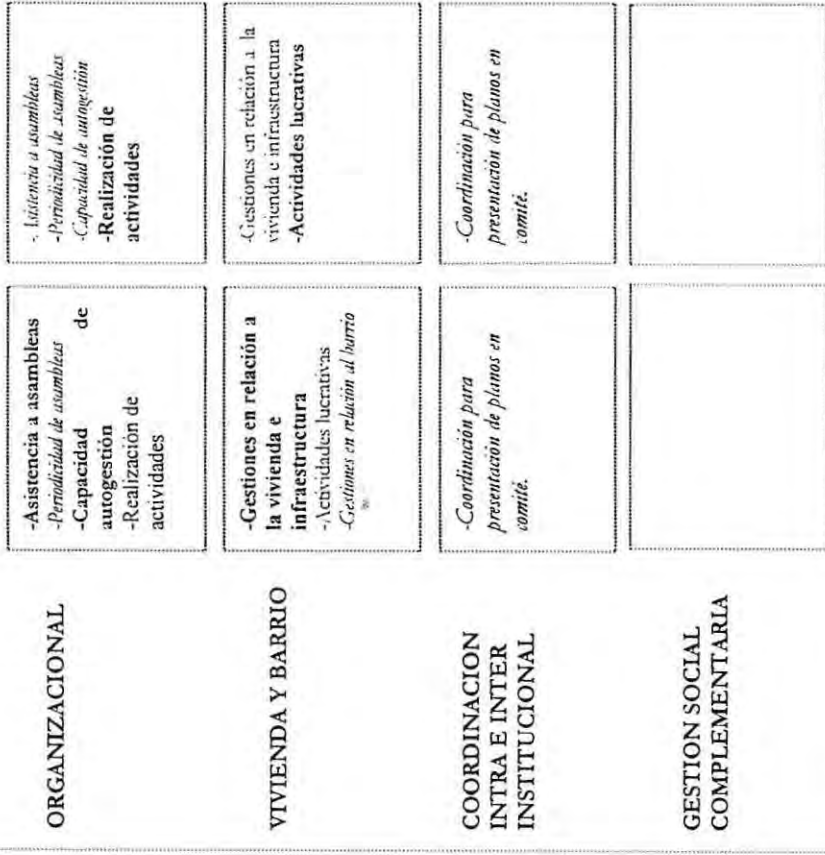 ORGANIZACIONAL
-Asistencia a asambleas
-Periodicidad de asambleas
-Capacidad de
autogestión
-Realización de
actividades
-Asistencia a asambleas
-Periodicidad de asambleas
-Capacidad de autogestión
-Realización de
actividades
VIVIENDA Y BARRIO
-Gestiones en relación a
la vivienda e
infraestructura
-Actividades lucrativas
-Gestiones en relación al barrio
-Gestiones en relación a la
vivienda e infraestructura
-Actividades lucrativas
COORDINACION
INTRA E INTER
INSTITUCIONAL
-Coordinación para
presentación de planos en
comité.
-Coordinación para
presentación de planos en
comité.
GESTION SOCIAL
COMPLEMENTARIA